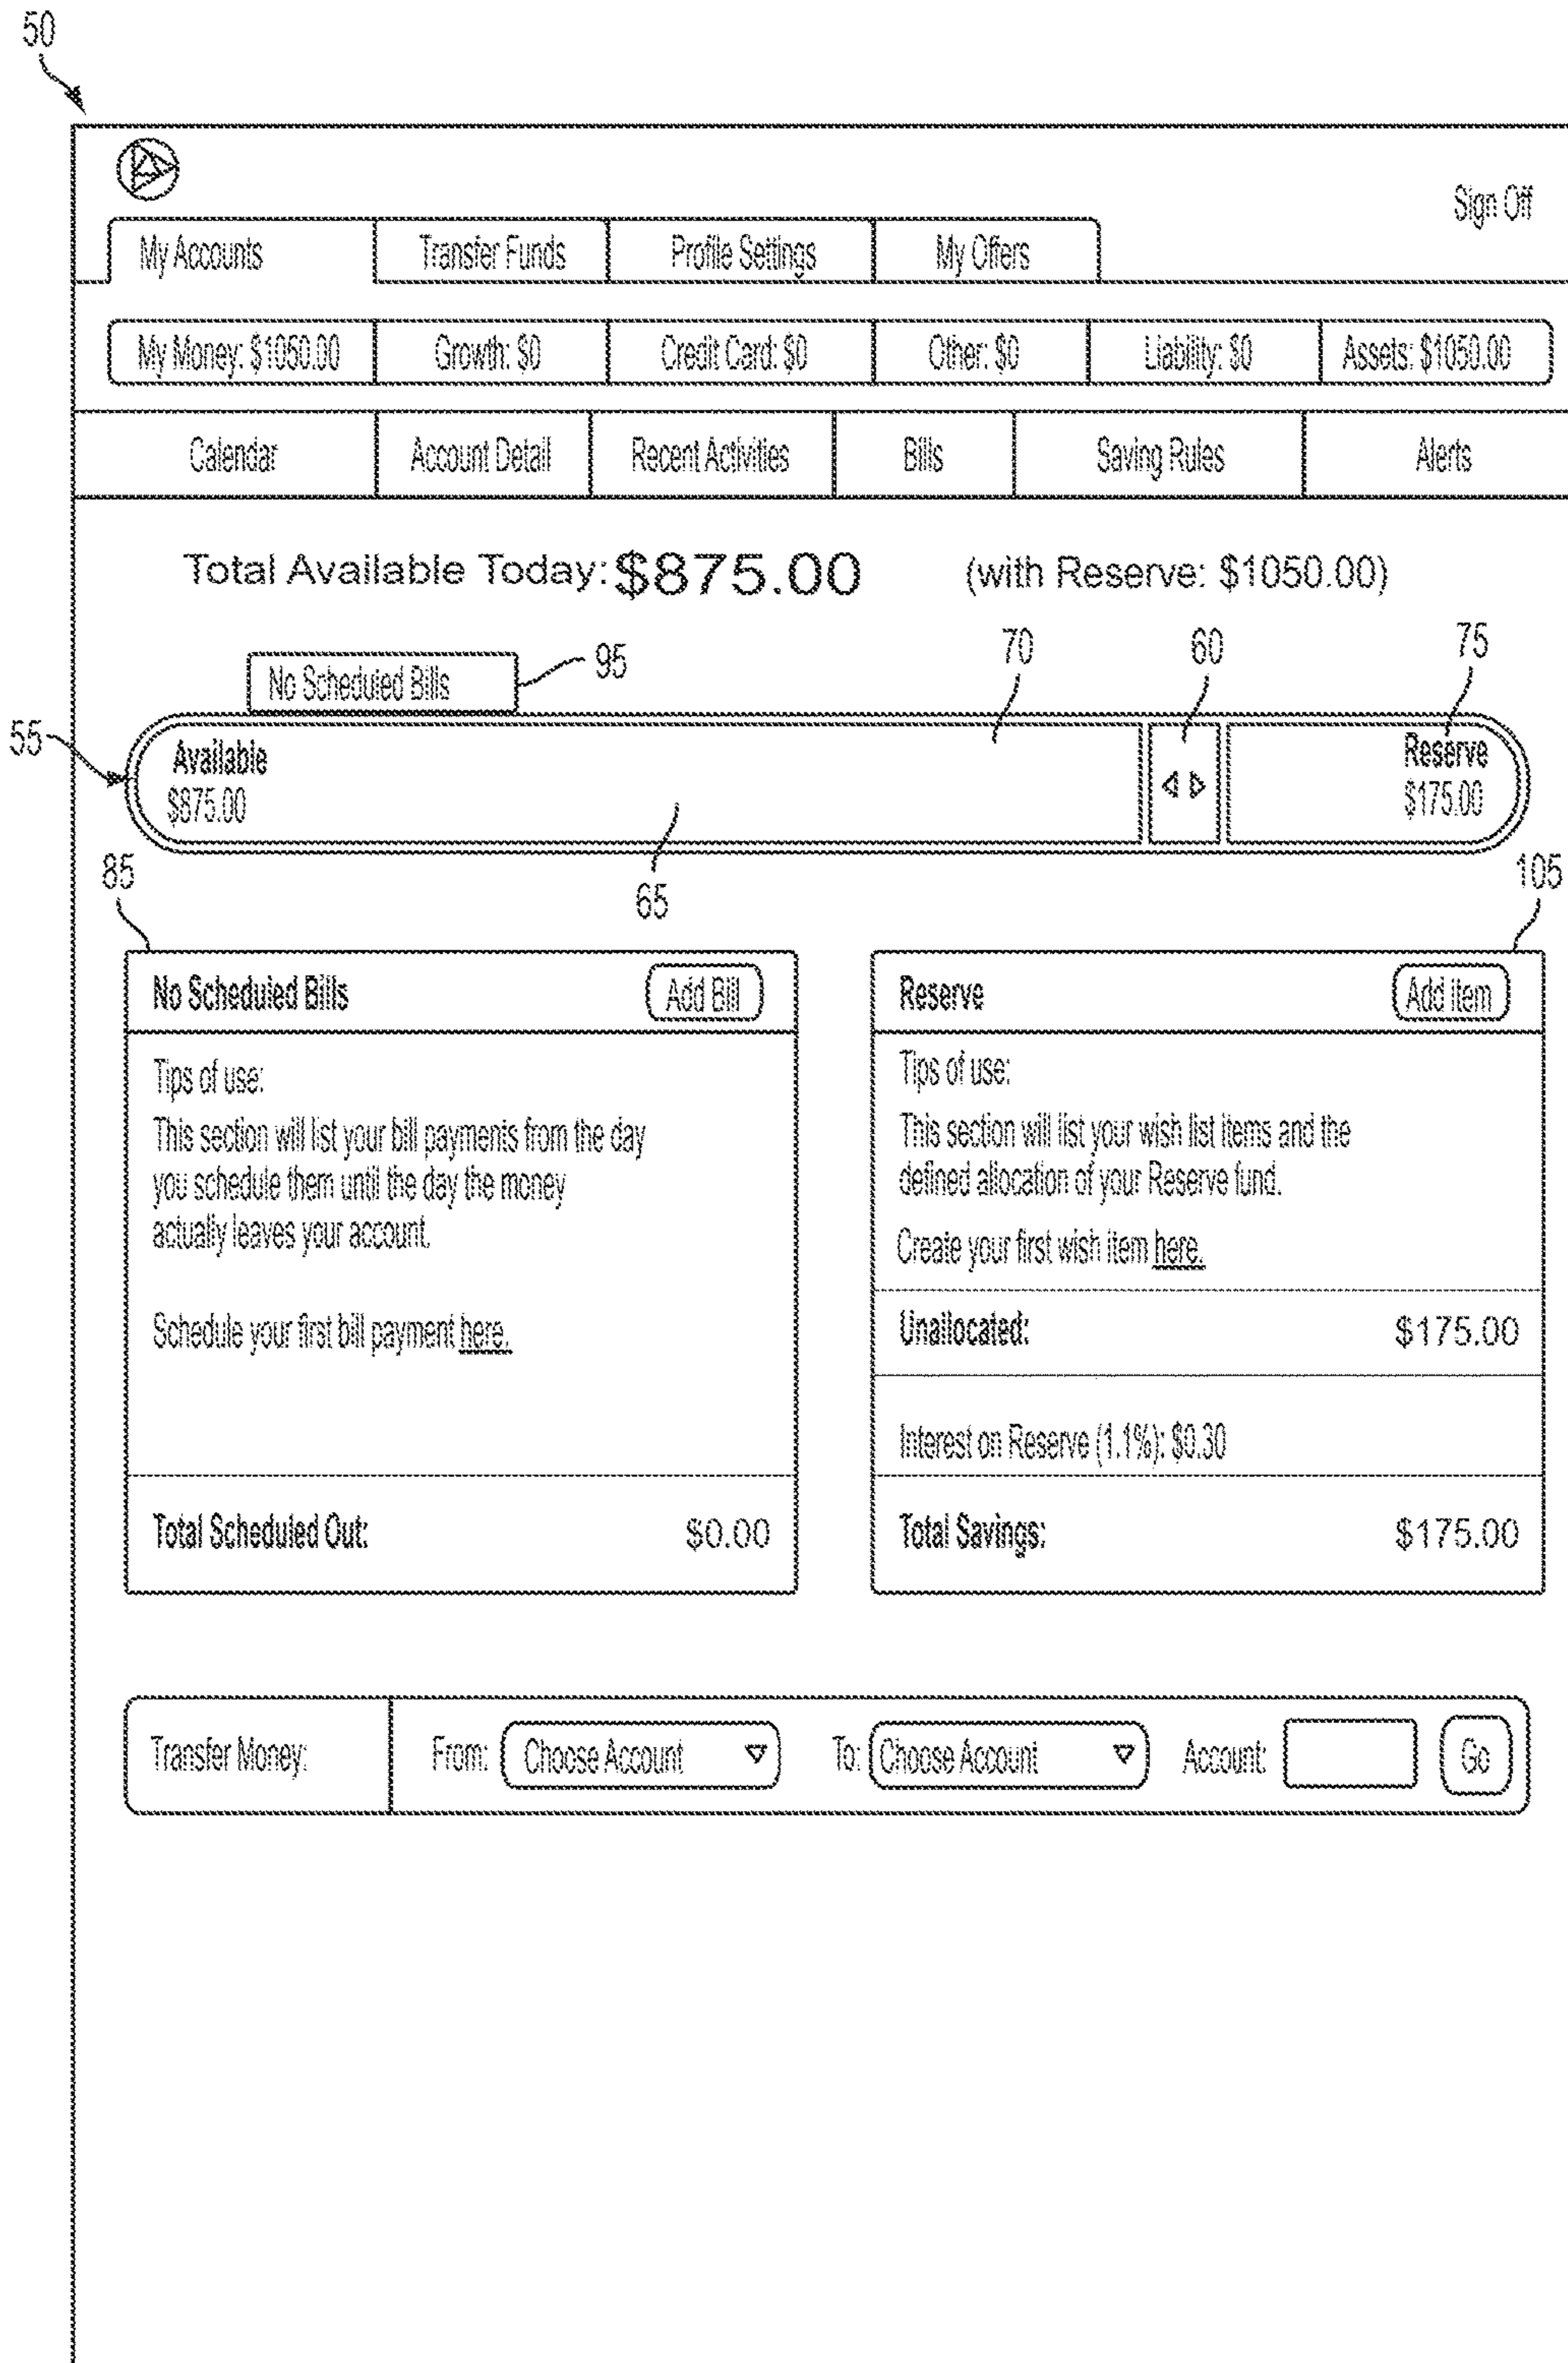 50
Sign Off
My Accounts Transfer Funds Profile Settings My Offers
My Money: $1050.00 Growth: $0 Credit Card: $0 Other: $0 Liability: $0 Assets: $1050.00
Calendar Account Detail Recent Activities Bills Saving Rules Alerts
Total Available Today: $875.00 (with Reserve: $1050.00)
70 60 75
No Scheduled Bills 95
55
Available Reserve
$875.00 $175.00
85 65 105
No Scheduled Bills Add Bill
Tips of use:
This section will list your bill payments from the day
you schedule them until the day the money
actually leaves your account.
Schedule your first bill payment here.
Total Scheduled Out: $0.00
Reserve Add Item
Tips of use:
This section will list your wish list items and the
defined allocation of your Reserve fund.
Create your first wish item here.
Unallocated: $175.00
Interest on Reserve (1.1%): $0.30
Total Savings: $175.00
Transfer Money: From: Choose Account To: Choose Account Account: Go